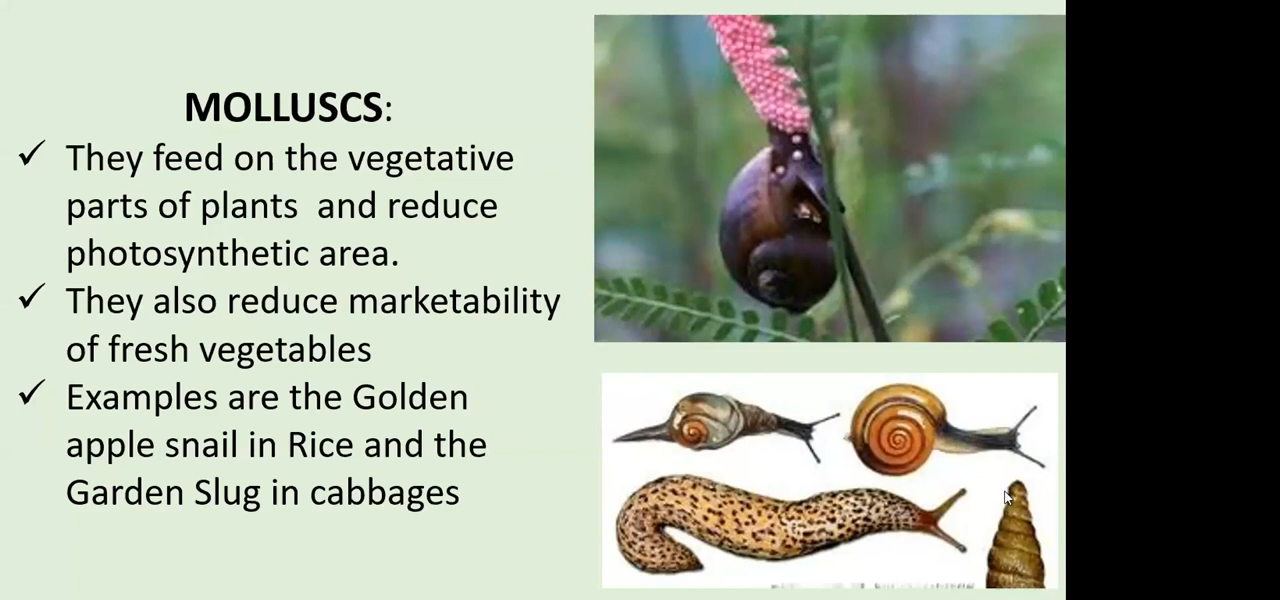 MOLLUSCS:
✓ They feed on the vegetative
parts of plants  and reduce
photosynthetic area.
✓ They also reduce marketability
of fresh vegetables
✓ Examples are the Golden
apple snail in Rice and the
Garden Slug in cabbages